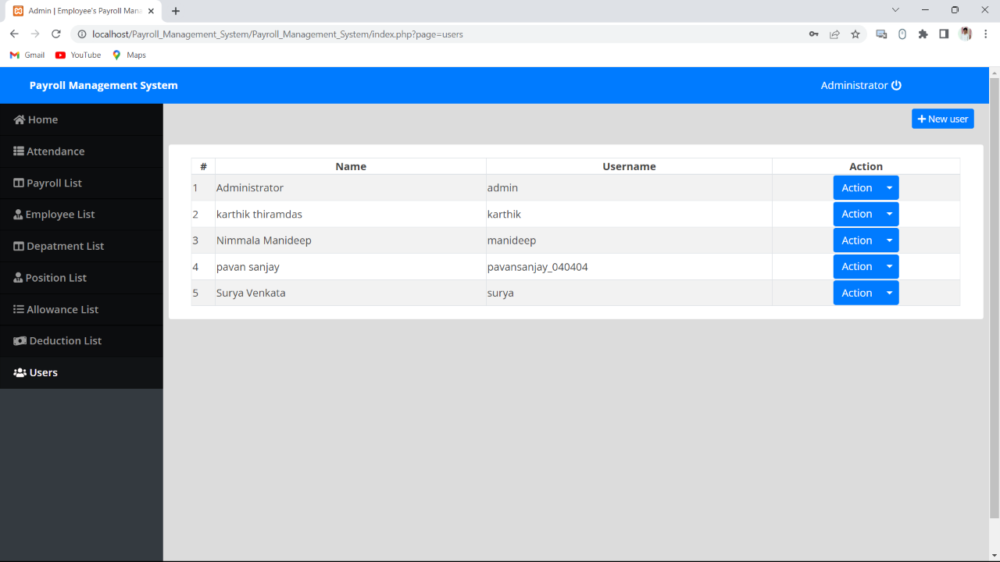 Admin | Employee's Payroll Mana
localhost/Payroll_Management_System/Payroll_Management_System/index.php?page=users
Gmail YouTube Maps
Payroll Management System Administrator
Home
Attendance
Payroll List
Employee List
Depatment List
Position List
Allowance List
Deduction List
Users
+ New user
# Name Username Action
1 Administrator admin Action
2 karthik thiramdas karthik Action
3 Nimmala Manideep manideep Action
4 pavan sanjay pavansanjay_040404 Action
5 Surya Venkata surya Action